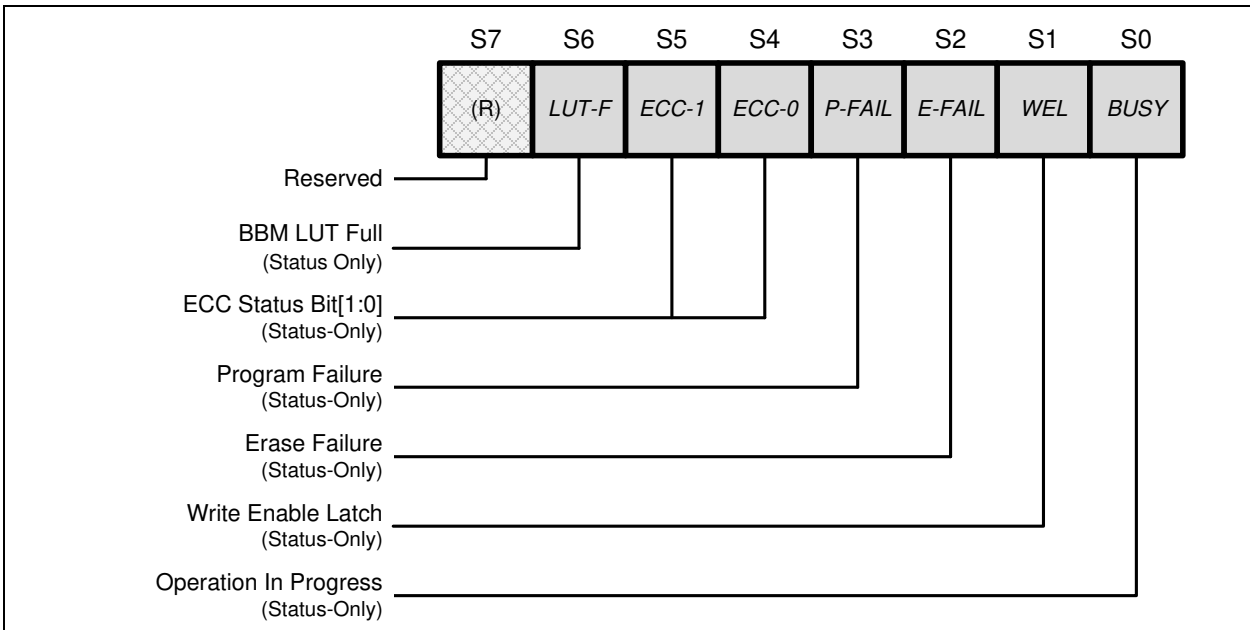 S7 S6 S5 S4 S3 S2 S1 S0
(R) LUT-F ECC-1 ECC-0 P-FAIL E-FAIL WEL BUSY
Reserved
BBM LUT Full
(Status Only)
ECC Status Bit[1:0]
(Status-Only)
Program Failure
(Status-Only)
Erase Failure
(Status-Only)
Write Enable Latch
(Status-Only)
Operation In Progress
(Status-Only)